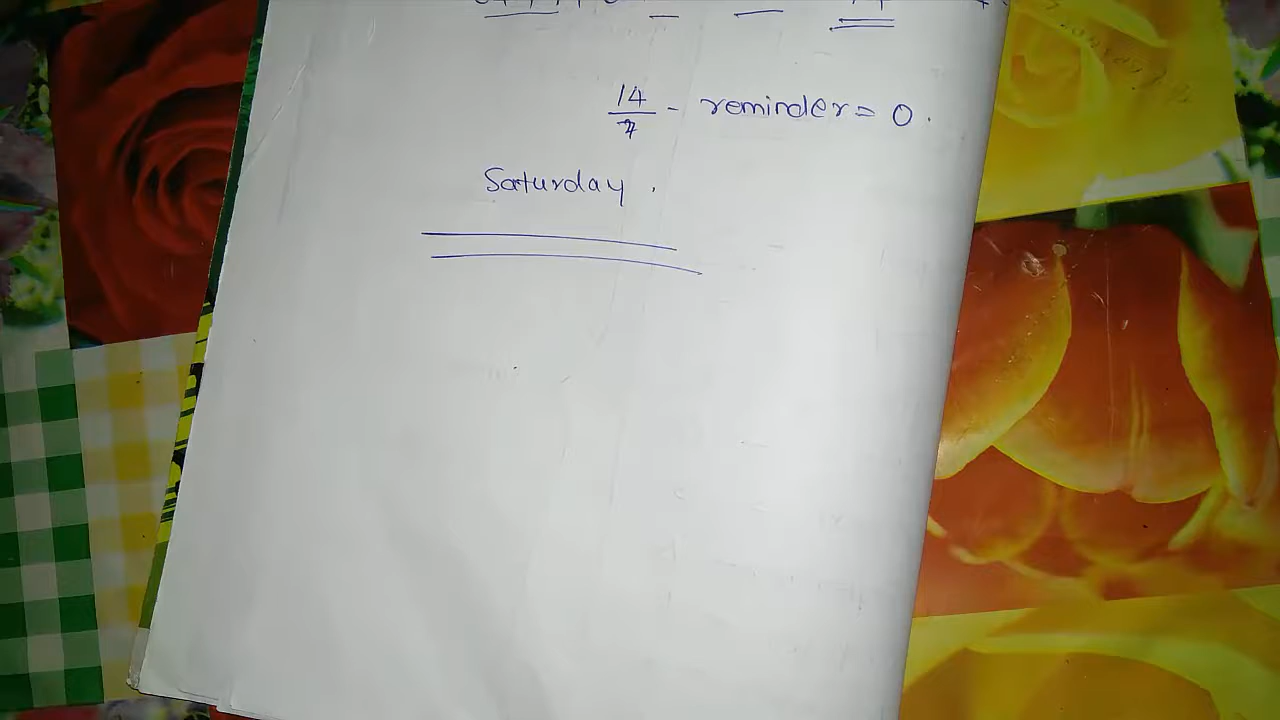 14/7 - reminder = 0.
Saturday.